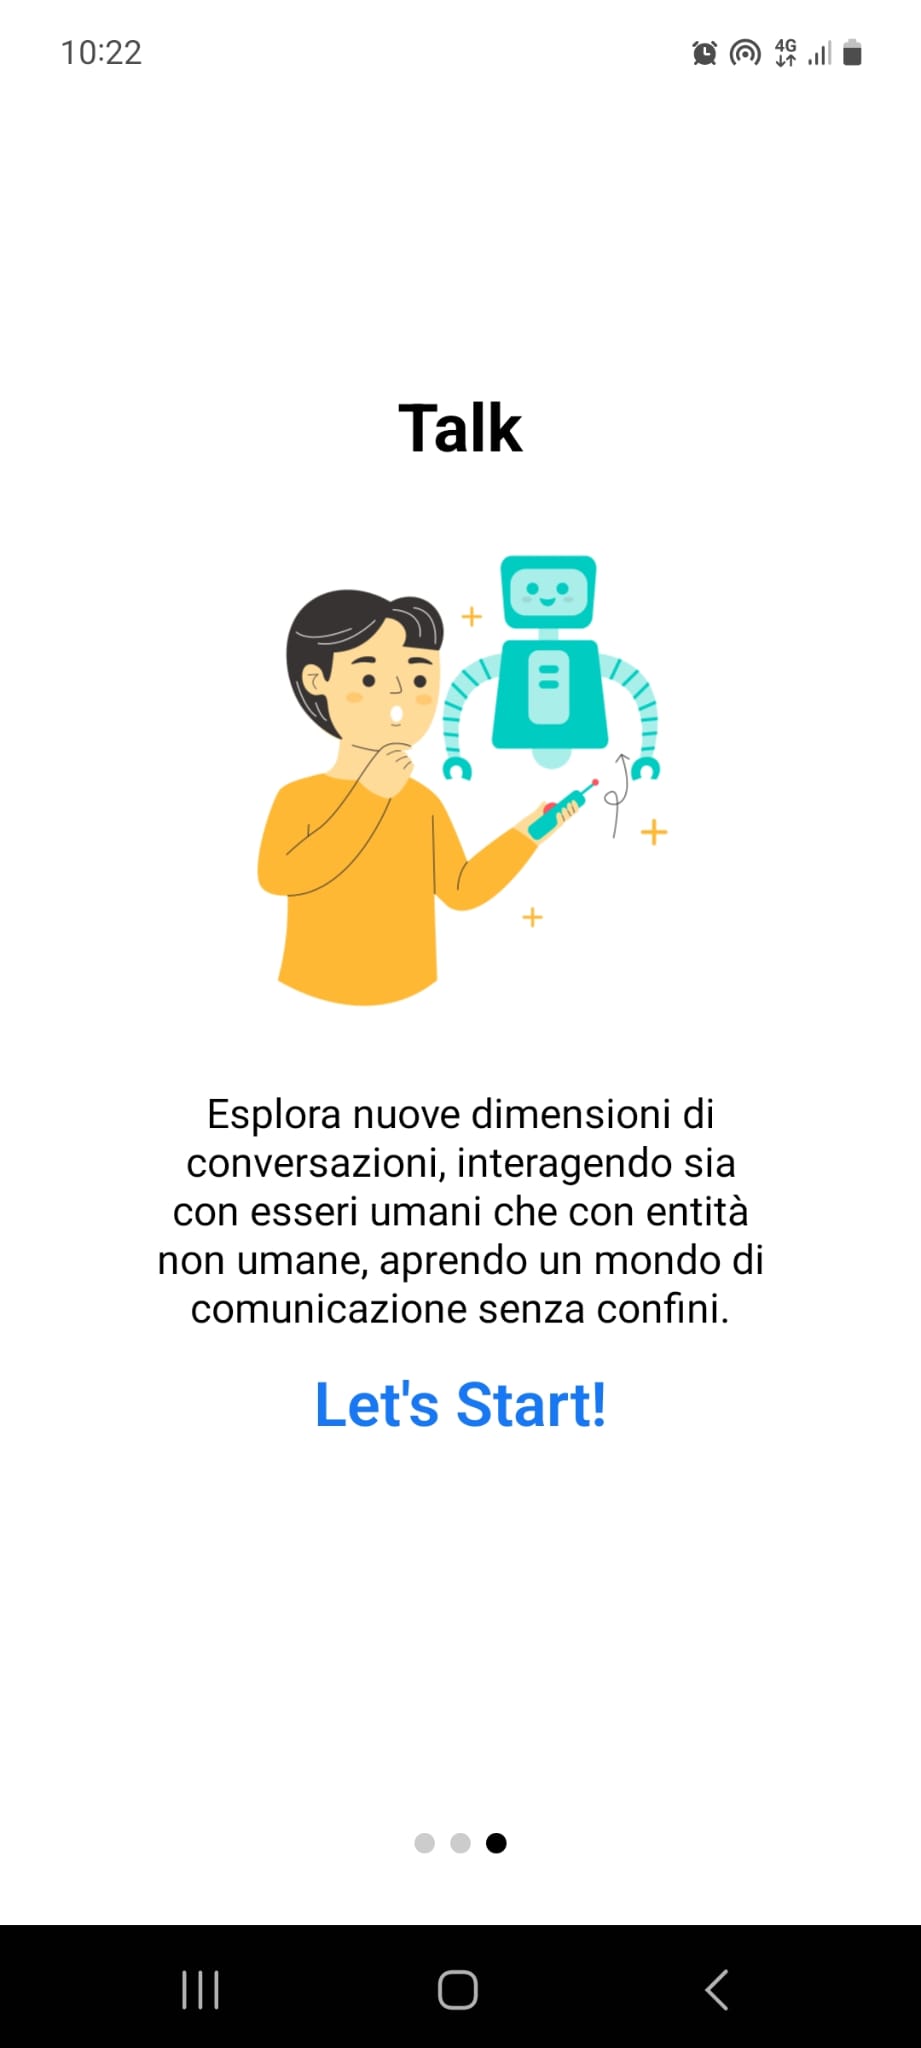 10:22
4G
Talk
Esplora nuove dimensioni di
conversazioni, interagendo sia
con esseri umani che con entità
non umane, aprendo un mondo di
comunicazione senza confini.
Let's Start!